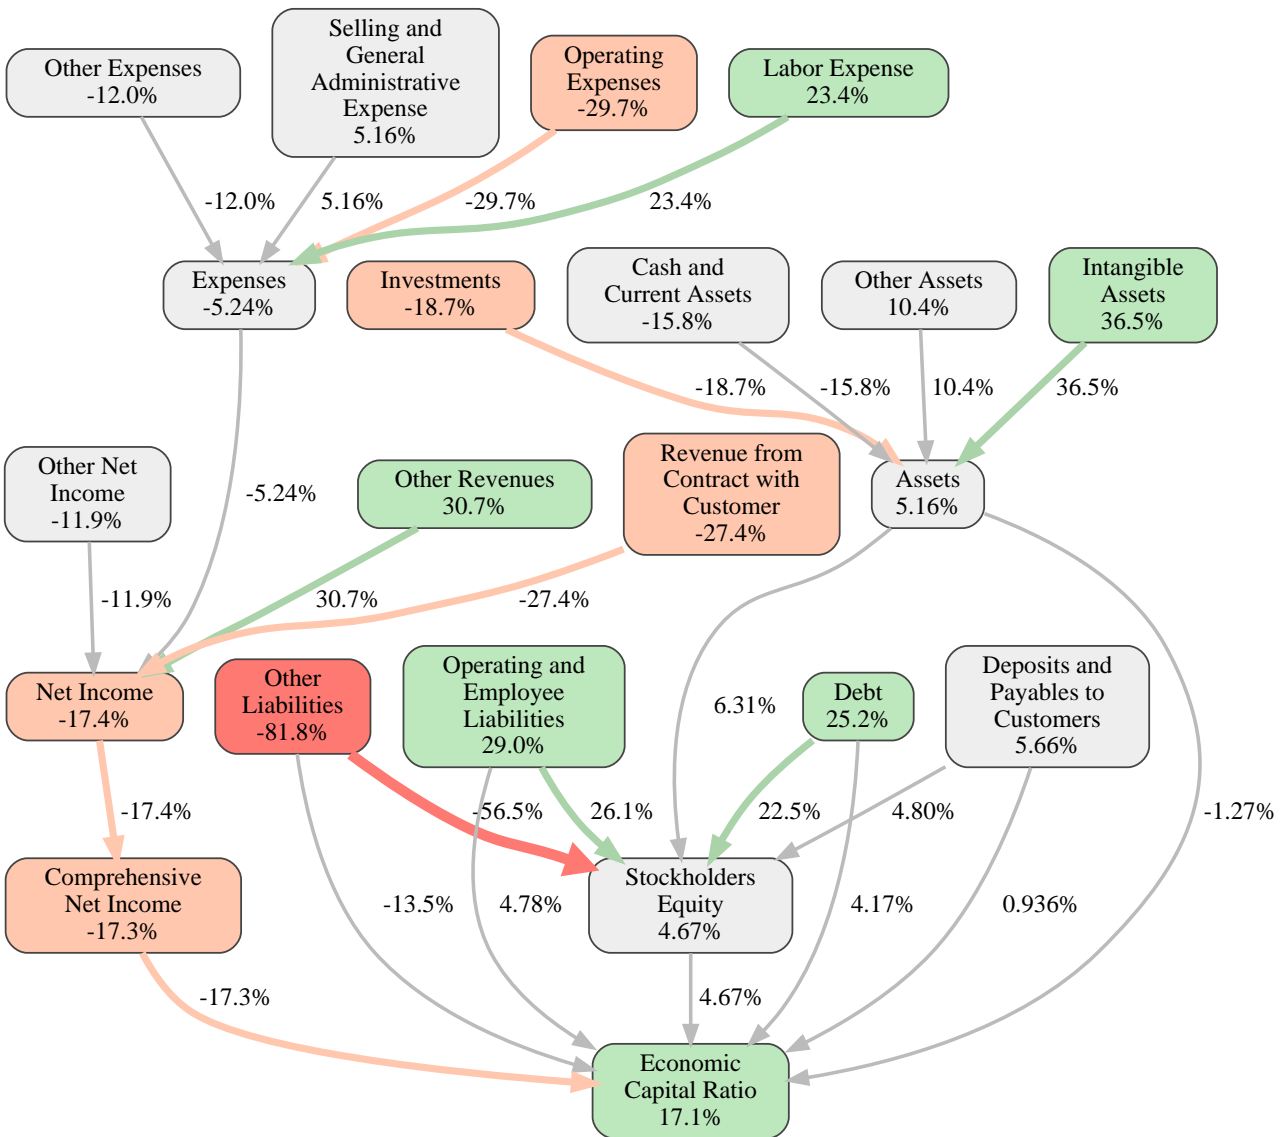 Other Expenses
-12.0%
Selling and
General
Administrative
Expense
5.16%
Operating
Expenses
-29.7%
Labor Expense
23.4%
-12.0%
5.16%
-29.7%
23.4%
Expenses
-5.24%
Investments
-18.7%
Cash and
Current Assets
-15.8%
Other Assets
10.4%
Intangible
Assets
36.5%
-18.7%
-15.8%
10.4%
36.5%
Other Net
Income
-11.9%
-5.24%
Other Revenues
30.7%
Revenue from
Contract with
Customer
-27.4%
Assets
5.16%
-11.9%
30.7%
-27.4%
Net Income
-17.4%
Other
Liabilities
-81.8%
Operating and
Employee
Liabilities
29.0%
6.31%
Debt
25.2%
Deposits and
Payables to
Customers
5.66%
-17.4%
-56.5%
26.1%
22.5%
4.80%
-1.27%
Comprehensive
Net Income
-17.3%
-13.5%
4.78%
Stockholders
Equity
4.67%
4.17%
0.936%
-17.3%
4.67%
Economic
Capital Ratio
17.1%